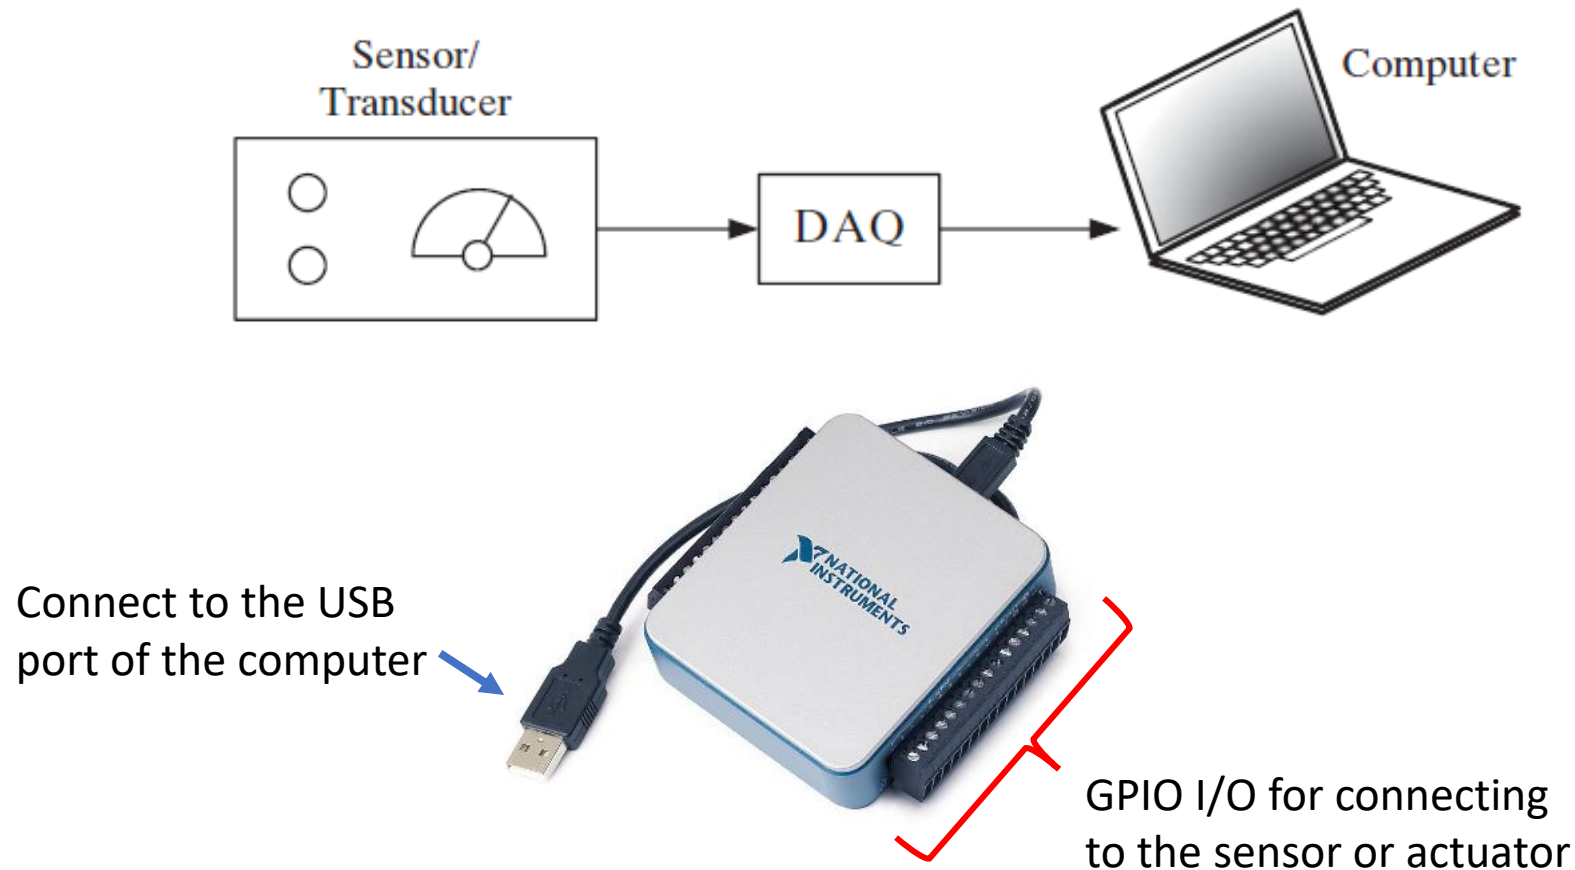 Sensor/
Transducer
Computer
DAQ
NATIONAL
INSTRUMENTS
Connect to the USB
port of the computer
GPIO I/O for connecting
to the sensor or actuator